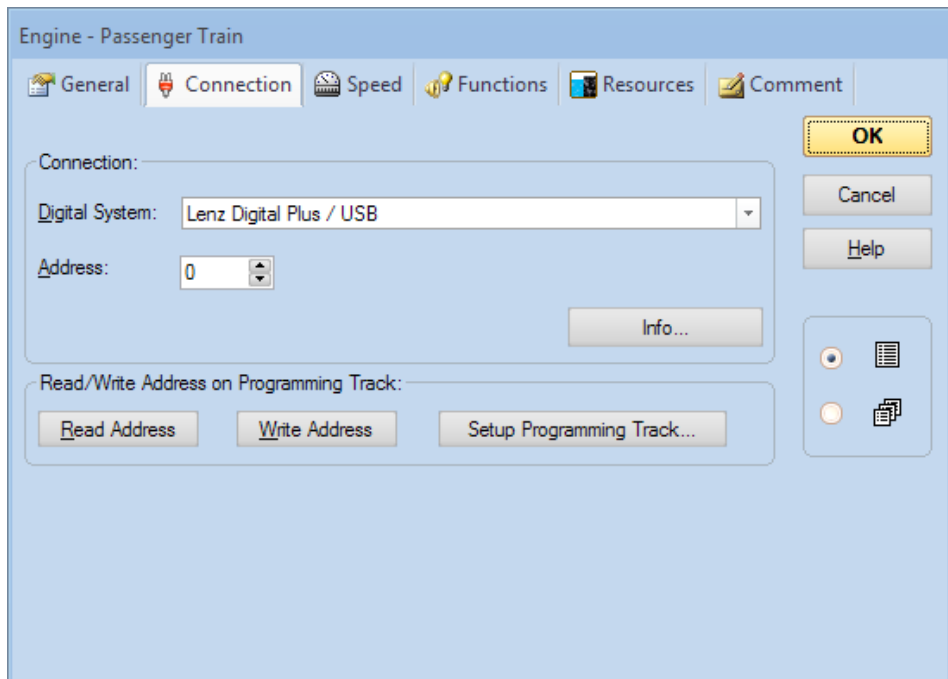 Engine - Passenger Train
General Connection Speed Functions Resources Comment
OK
Connection:
Cancel
Digital System: Lenz Digital Plus / USB
Help
Address: 0
Info...
Read/Write Address on Programming Track:
Read Address Write Address Setup Programming Track...